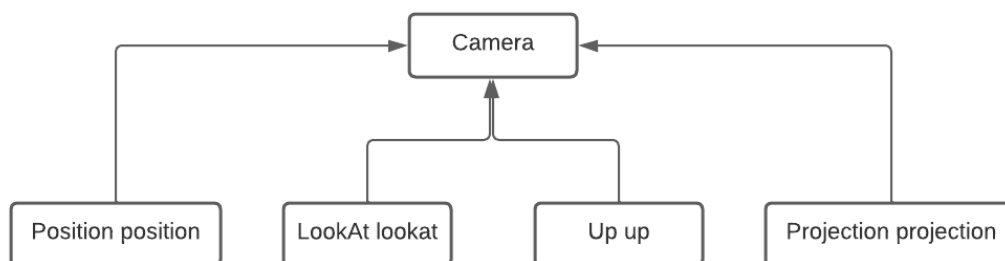 Camera
Position position
LookAt lookat
Up up
Projection projection